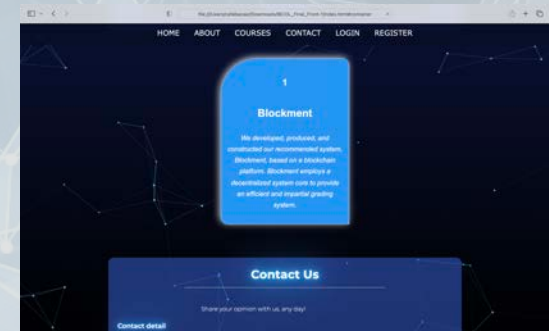 HOME ABOUT COURSES CONTACT LOGIN REGISTER
1
Blockment
We developed, produced, and
constructed our recommended system,
Blockment, based on a blockchain
platform. Blockment employs a
decentralized system core to provide
an efficient and impartial grading
system.
Contact Us
Share your opinion with us, any day!
Contact detail